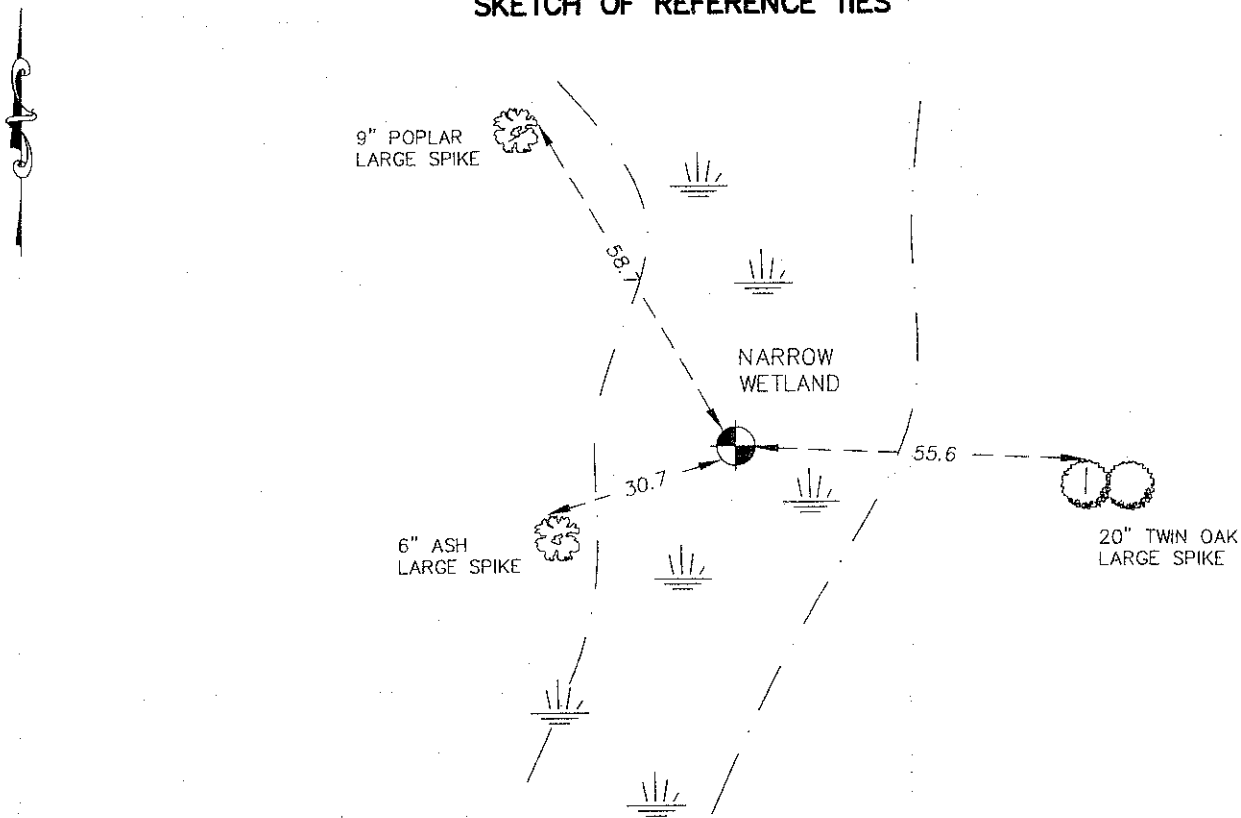 SKETCH OF REFERENCE TIES
9" POPLAR
LARGE SPIKE
58.7
NARROW
WETLAND
55.6
30.7
6" ASH
LARGE SPIKE
20" TWIN OAK
LARGE SPIKE